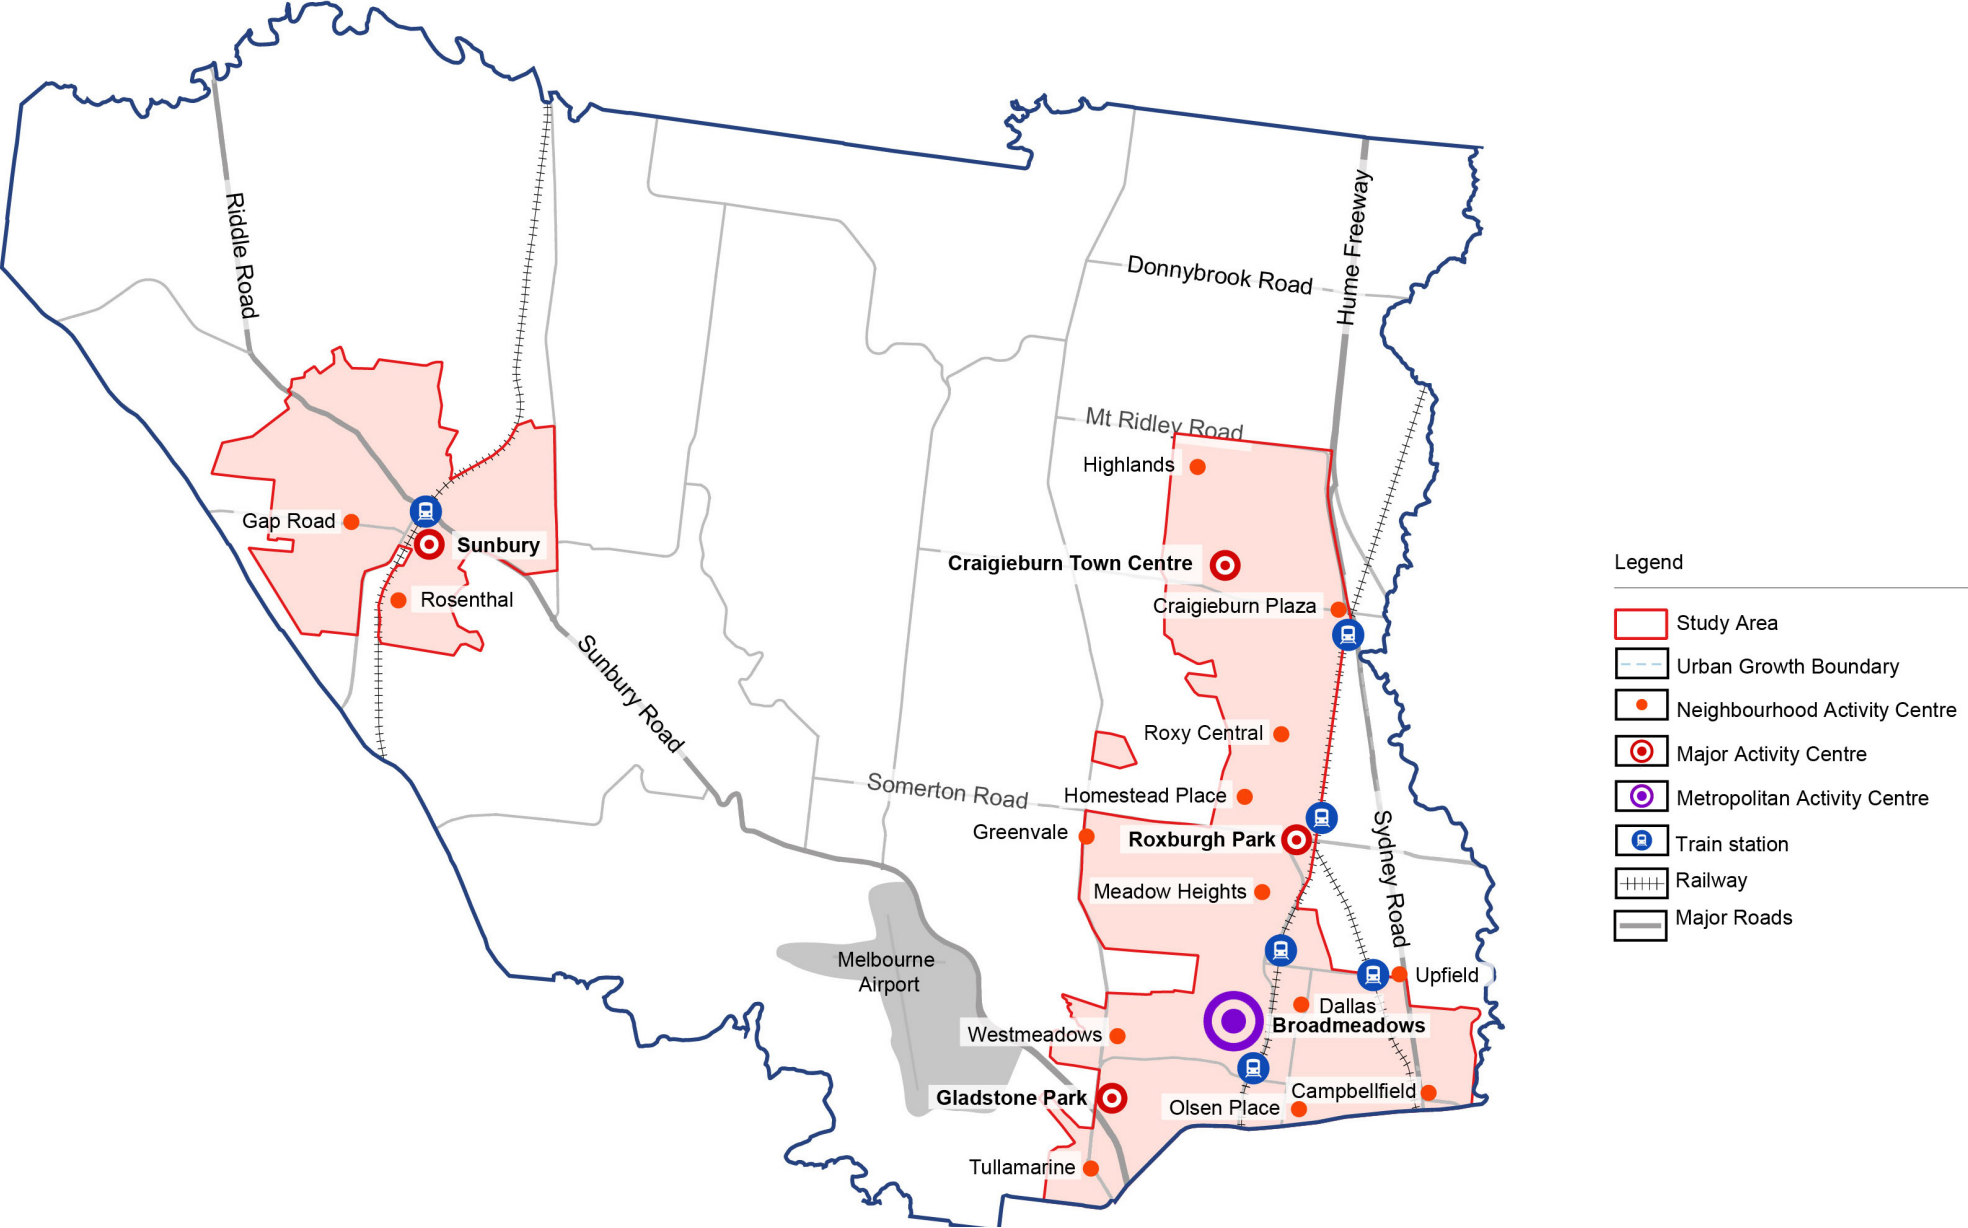 Riddle Road
Hume Freeway
Donnybrook Road
Mt Ridley Road
Highlands
Gap Road
Sunbury
Craigieburn Town Centre
Rosenthal
Craigieburn Plaza
Sunbury Road
Roxy Central
Somerton Road
Homestead Place
Greenvale
Roxburgh Park
Sydney Road
Meadow Heights
Melbourne
Airport
Upfield
Dallas
Broadmeadows
Westmeadows
Gladstone Park
Campbellfield
Olsen Place
Tullamarine
Legend
Study Area
Urban Growth Boundary
Neighbourhood Activity Centre
Major Activity Centre
Metropolitan Activity Centre
Train station
Railway
Major Roads